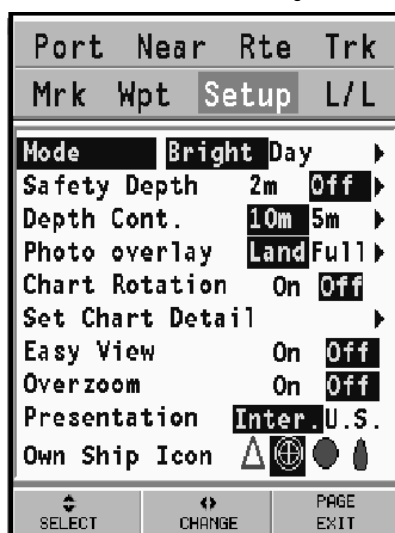 Port Near Rte Trk
Mrk Wpt Setup L/L
Mode Bright Day
Safety Depth 2m Off
Depth Cont. 10m 5m
Photo overlay Land Full
Chart Rotation On Off
Set Chart Detail
Easy View On Off
Overzoom On Off
Presentation Inter. U.S.
Own Ship Icon
SELECT CHANGE PAGE EXIT